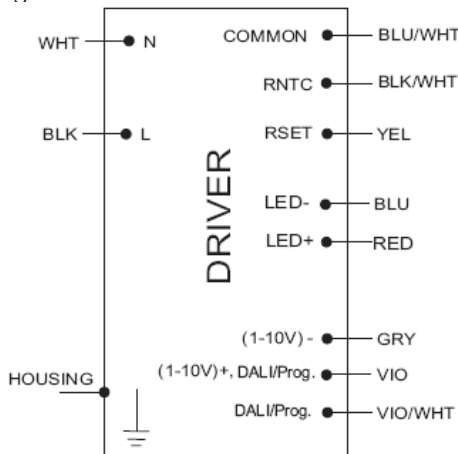 WHT N COMMON BLU/WHT
RNTC BLK/WHT
BLK L RSET YEL
DRIVER
LED- BLU
LED+ RED
(1-10V) - GRY
HOUSING (1-10V)+, DALI/Prog. VIO
DALI/Prog. VIO/WHT